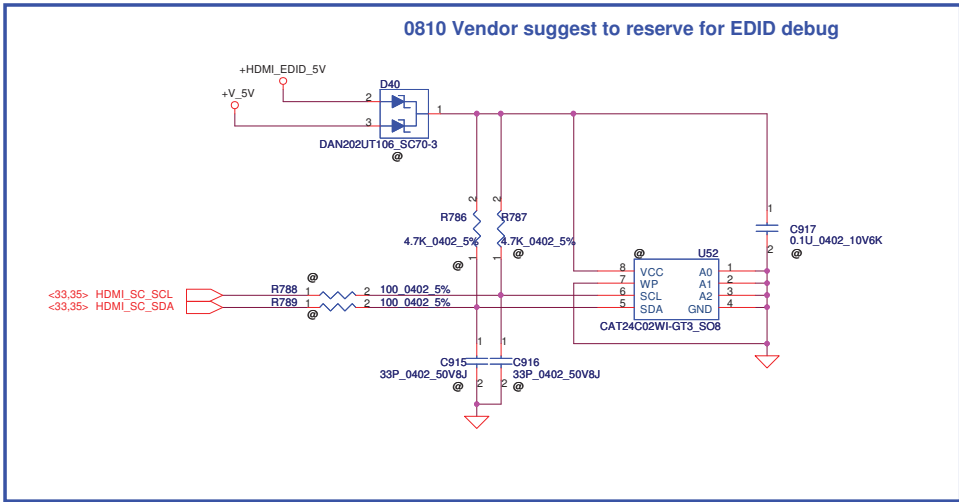 0810 Vendor suggest to reserve for EDID debug
+HDMI_EDID_5V
+V_5V
D40
2
1
3
DAN202UT106_SC70-3
@
2
2
1
R786
R787
C917
4.7K_0402_5%
4.7K_0402_5%
0.1U_0402_10V6K
2
@
@
U52
@
1
1
@
8 VCC A0 1
7 WP A1 2
6 SCL A2 3
5 SDA GND 4
CAT24C02WI-GT3_SO8
@
<33,35> HDMI_SC_SCL R788 1 2 100_0402_5%
<33,35> HDMI_SC_SDA R789 1 2 100_0402_5%
@
1
1
C915
C916
33P_0402_50V8J
33P_0402_50V8J
@
2
2
@